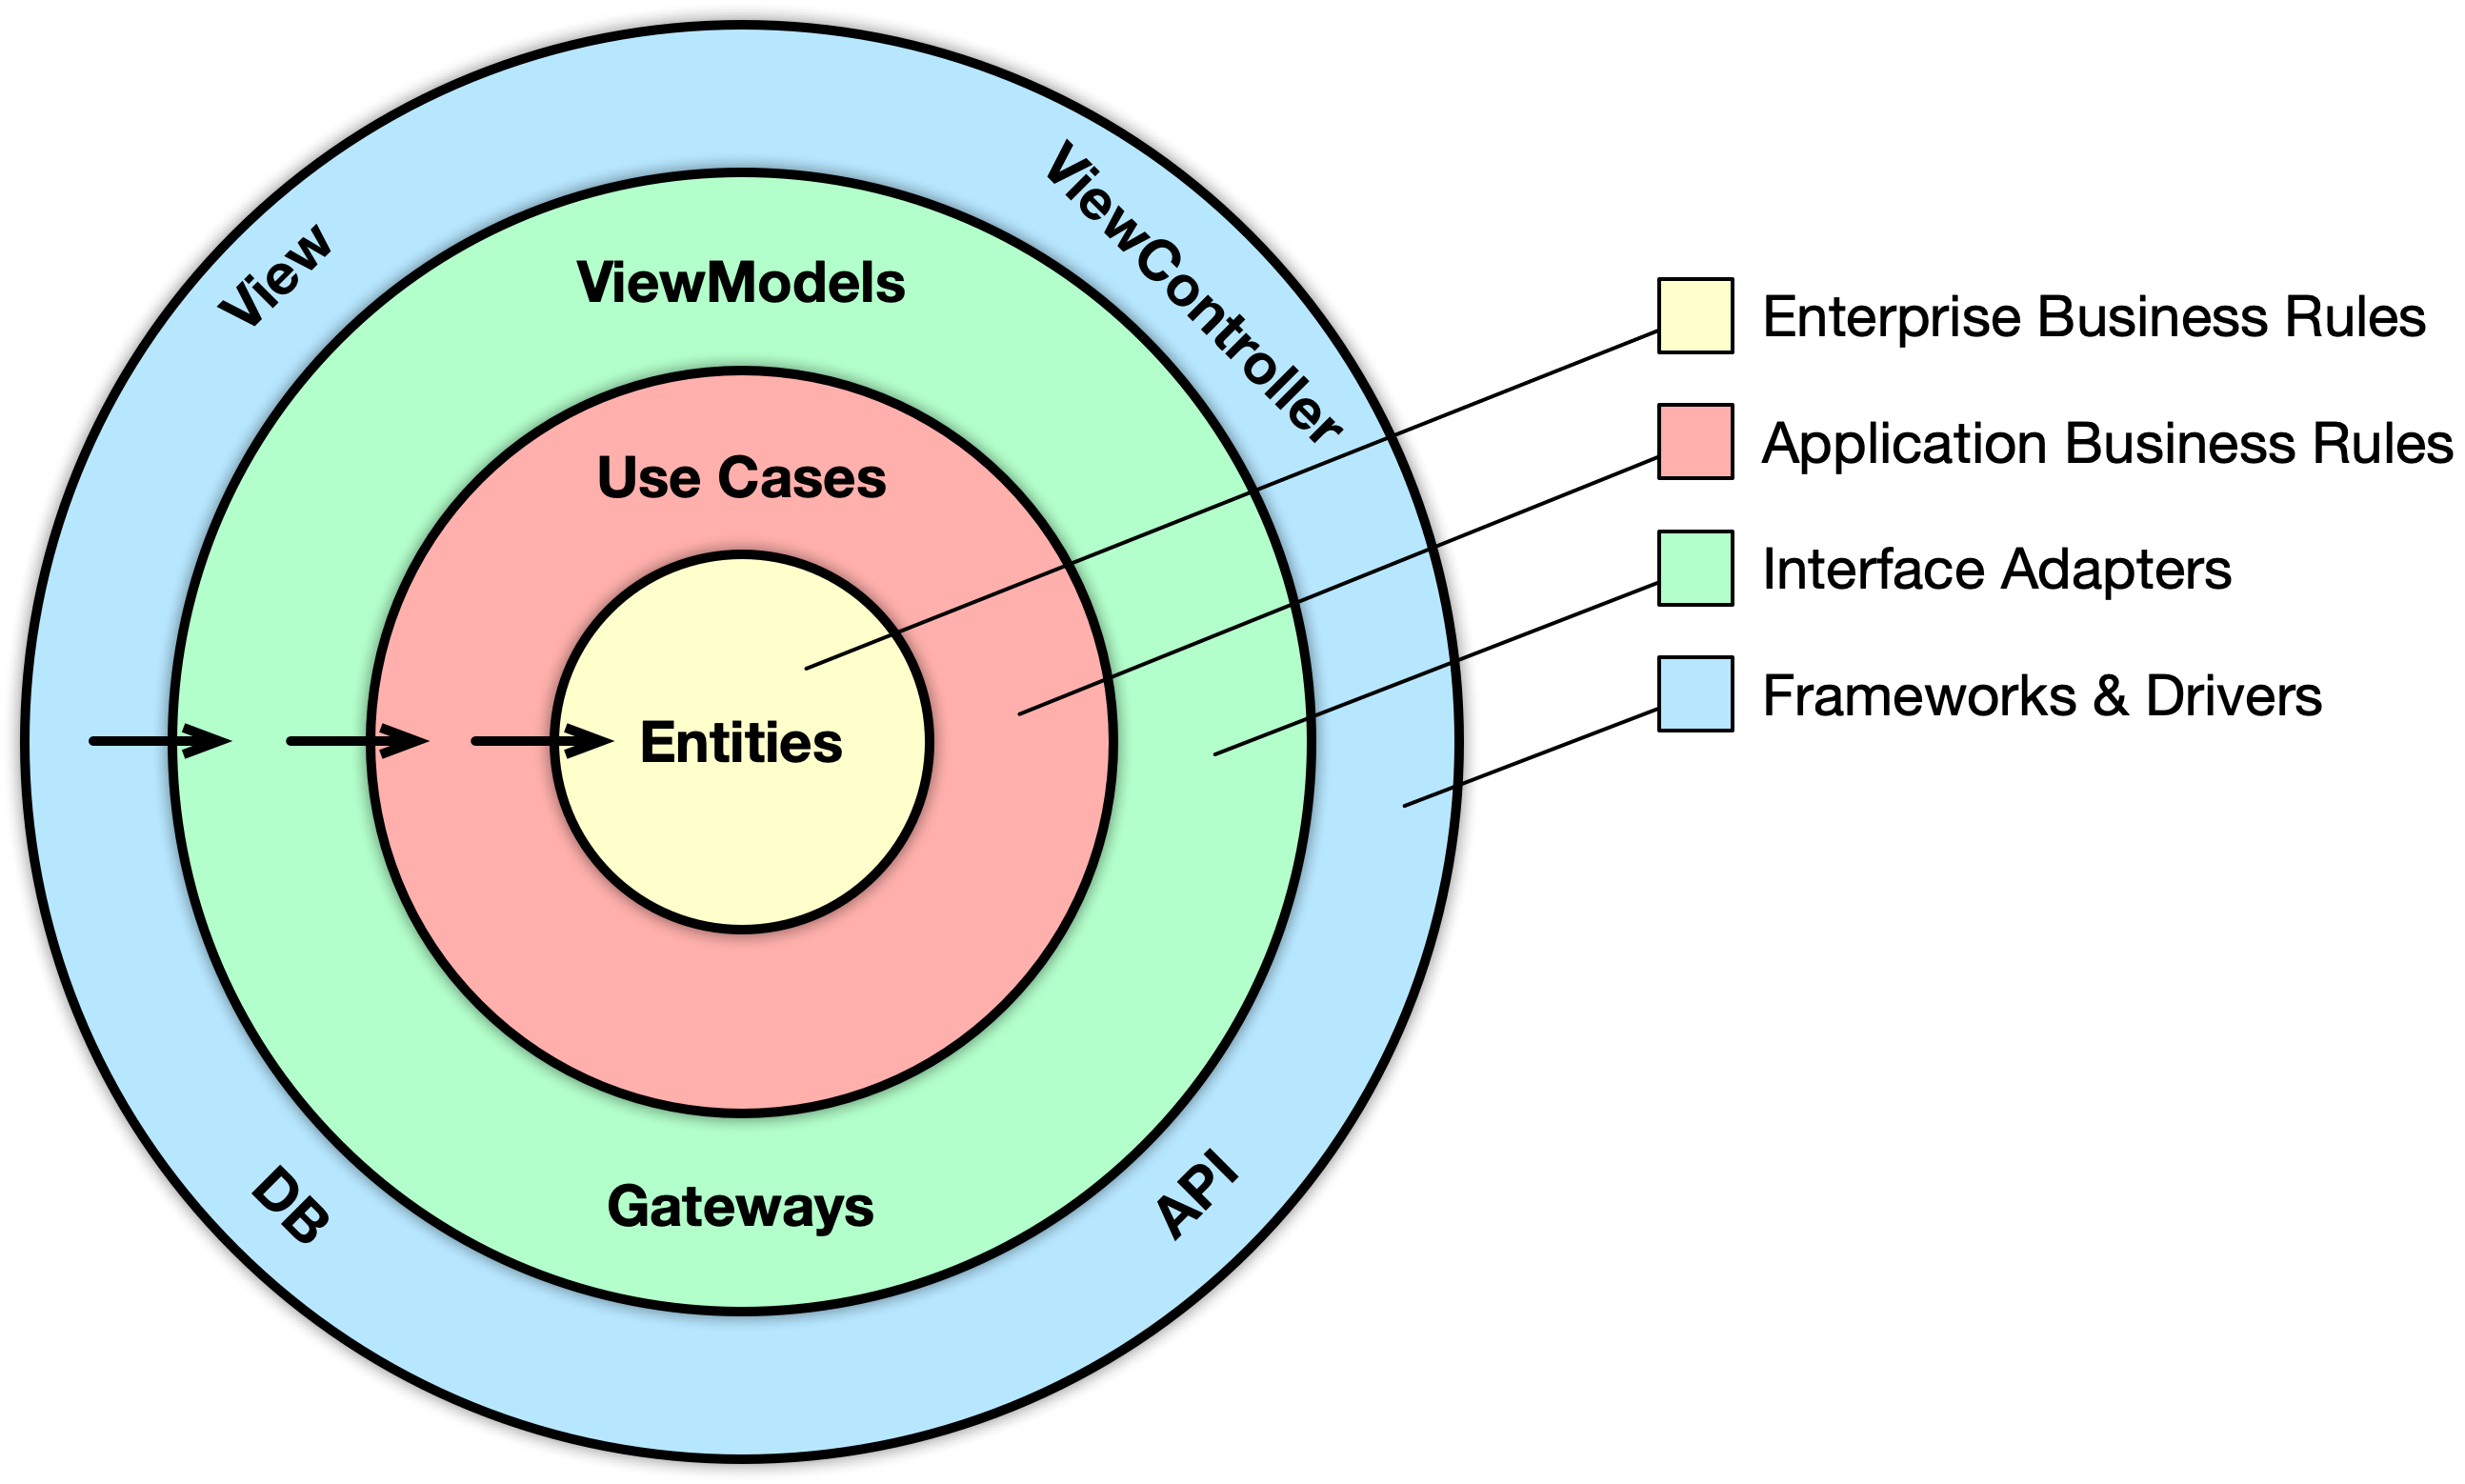 View
ViewController
ViewModels
Use Cases
Entities
Gateways
DB
API
Enterprise Business Rules
Application Business Rules
Interface Adapters
Frameworks & Drivers